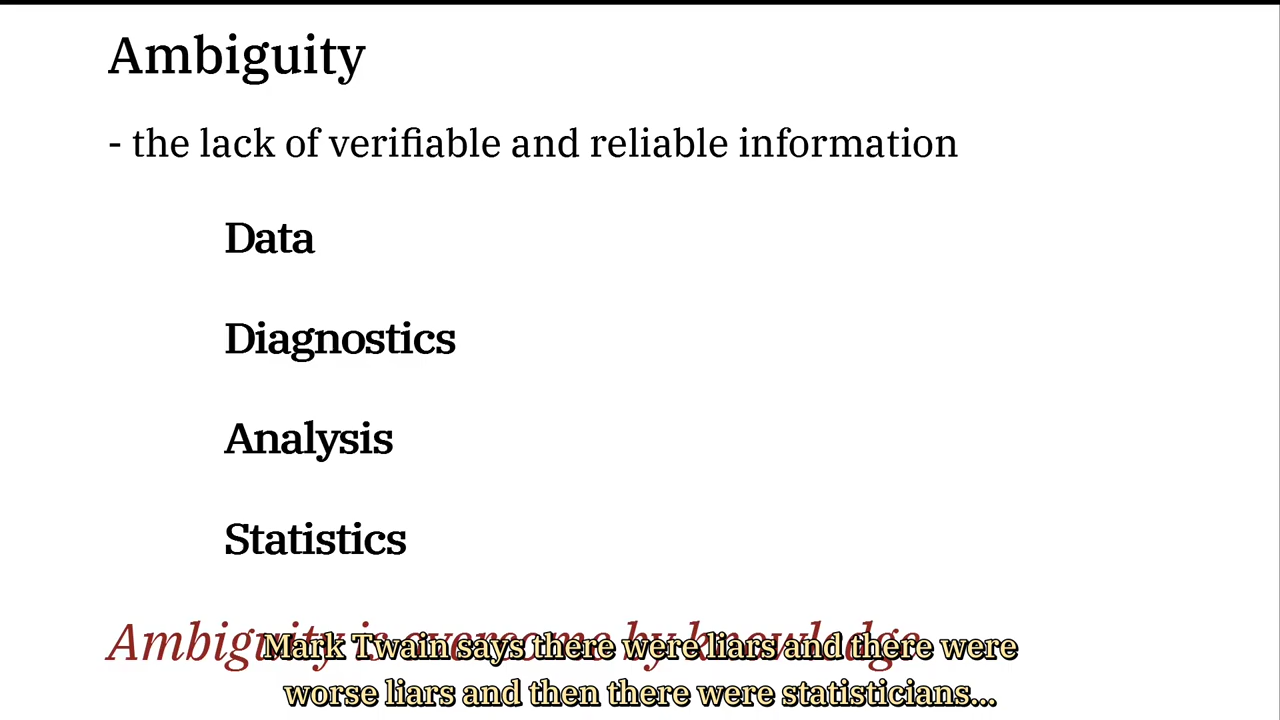 Ambiguity
- the lack of verifiable and reliable information
Data
Diagnostics
Analysis
Statistics
Ambiguity is overcome by knowledge
Mark Twain says there were liars and there were
worse liars and then there were statisticians...